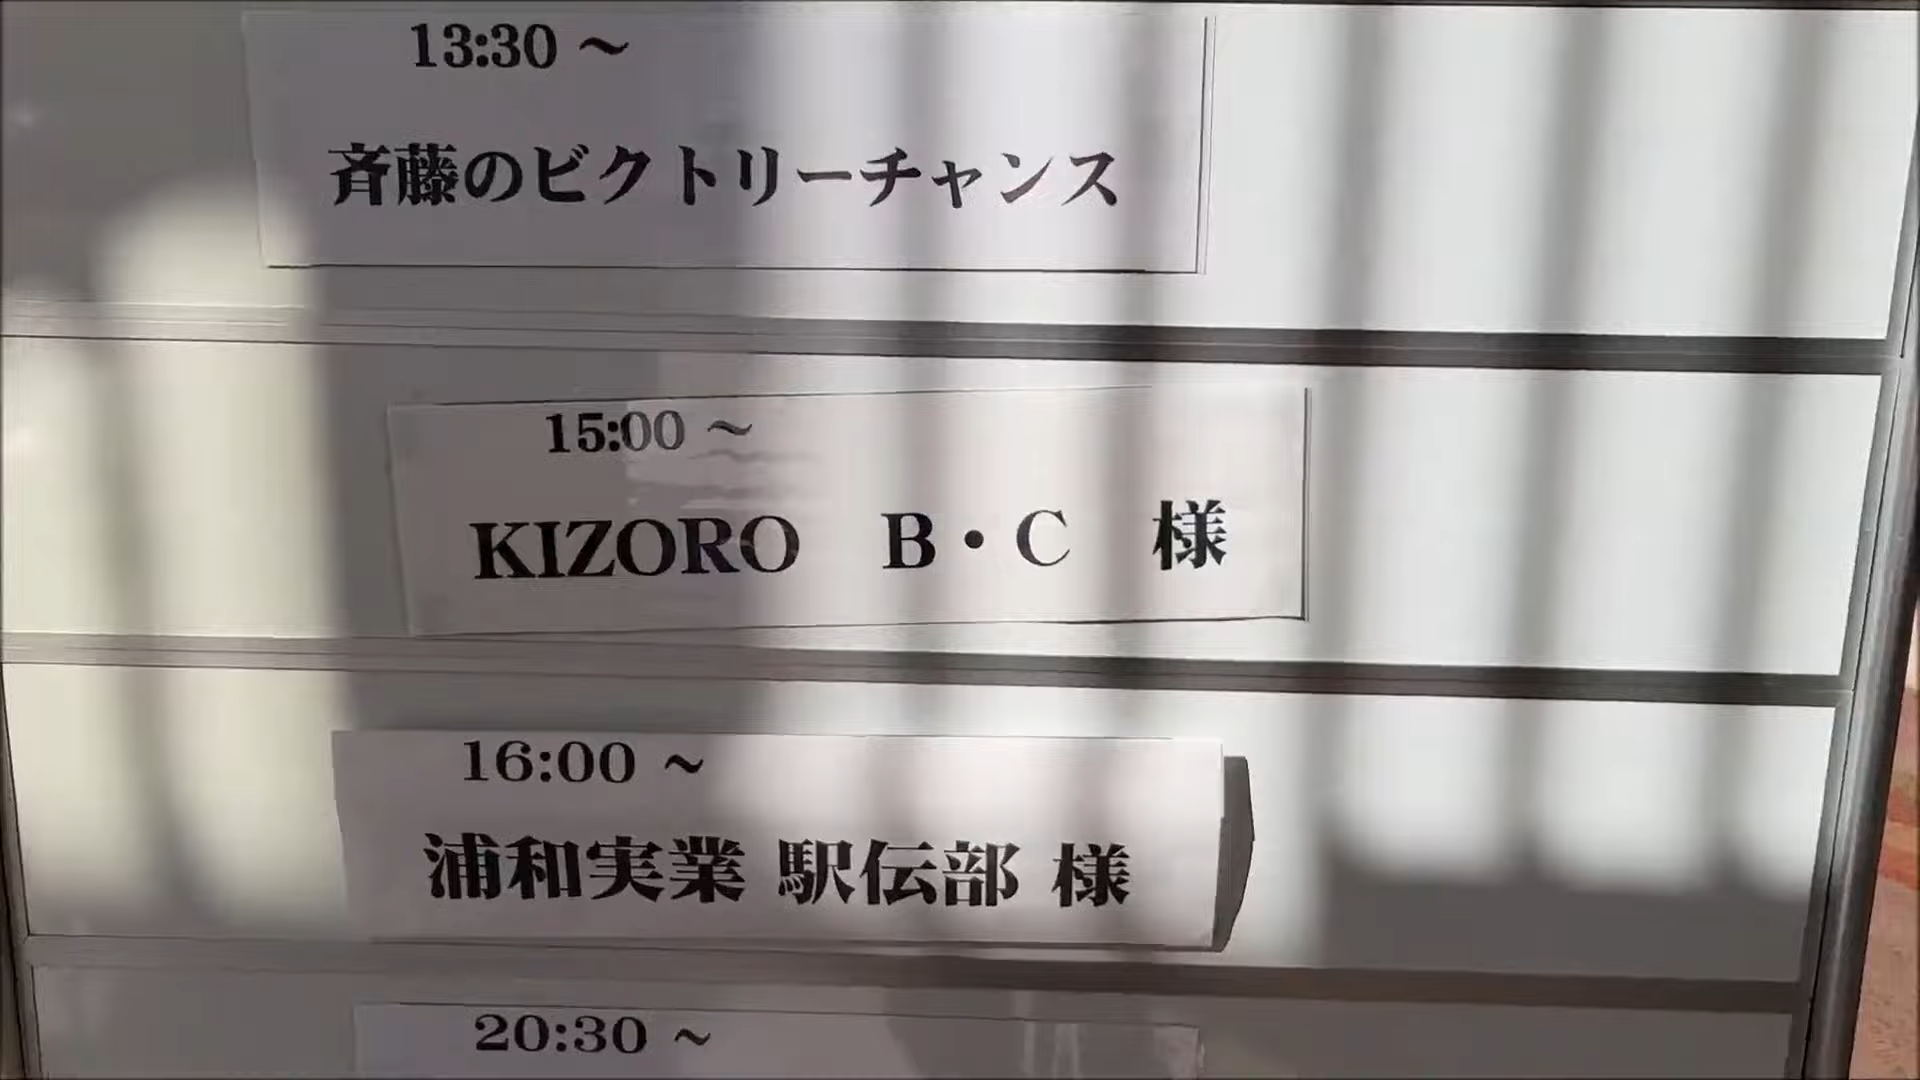 13:30 ～
斉藤のビクトリーチャンス
15:00 ～
KIZORO　B・C　様
16:00 ～
浦和実業 駅伝部 様
20:30 ～